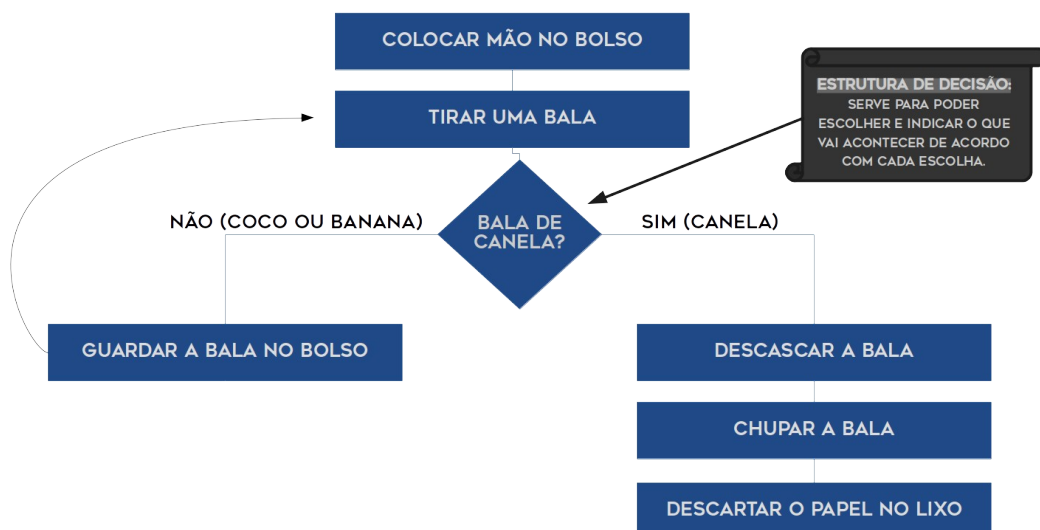 COLOCAR MÃO NO BOLSO
TIRAR UMA BALA
ESTRUTURA DE DECISÃO:
SERVE PARA PODER
ESCOLHER E INDICAR O QUE
VAI ACONTECER DE ACORDO
COM CADA ESCOLHA.
BALA DE
CANELA?
NÃO (COCO OU BANANA)
SIM (CANELA)
GUARDAR A BALA NO BOLSO
DESCASCAR A BALA
CHUPAR A BALA
DESCARTAR O PAPEL NO LIXO